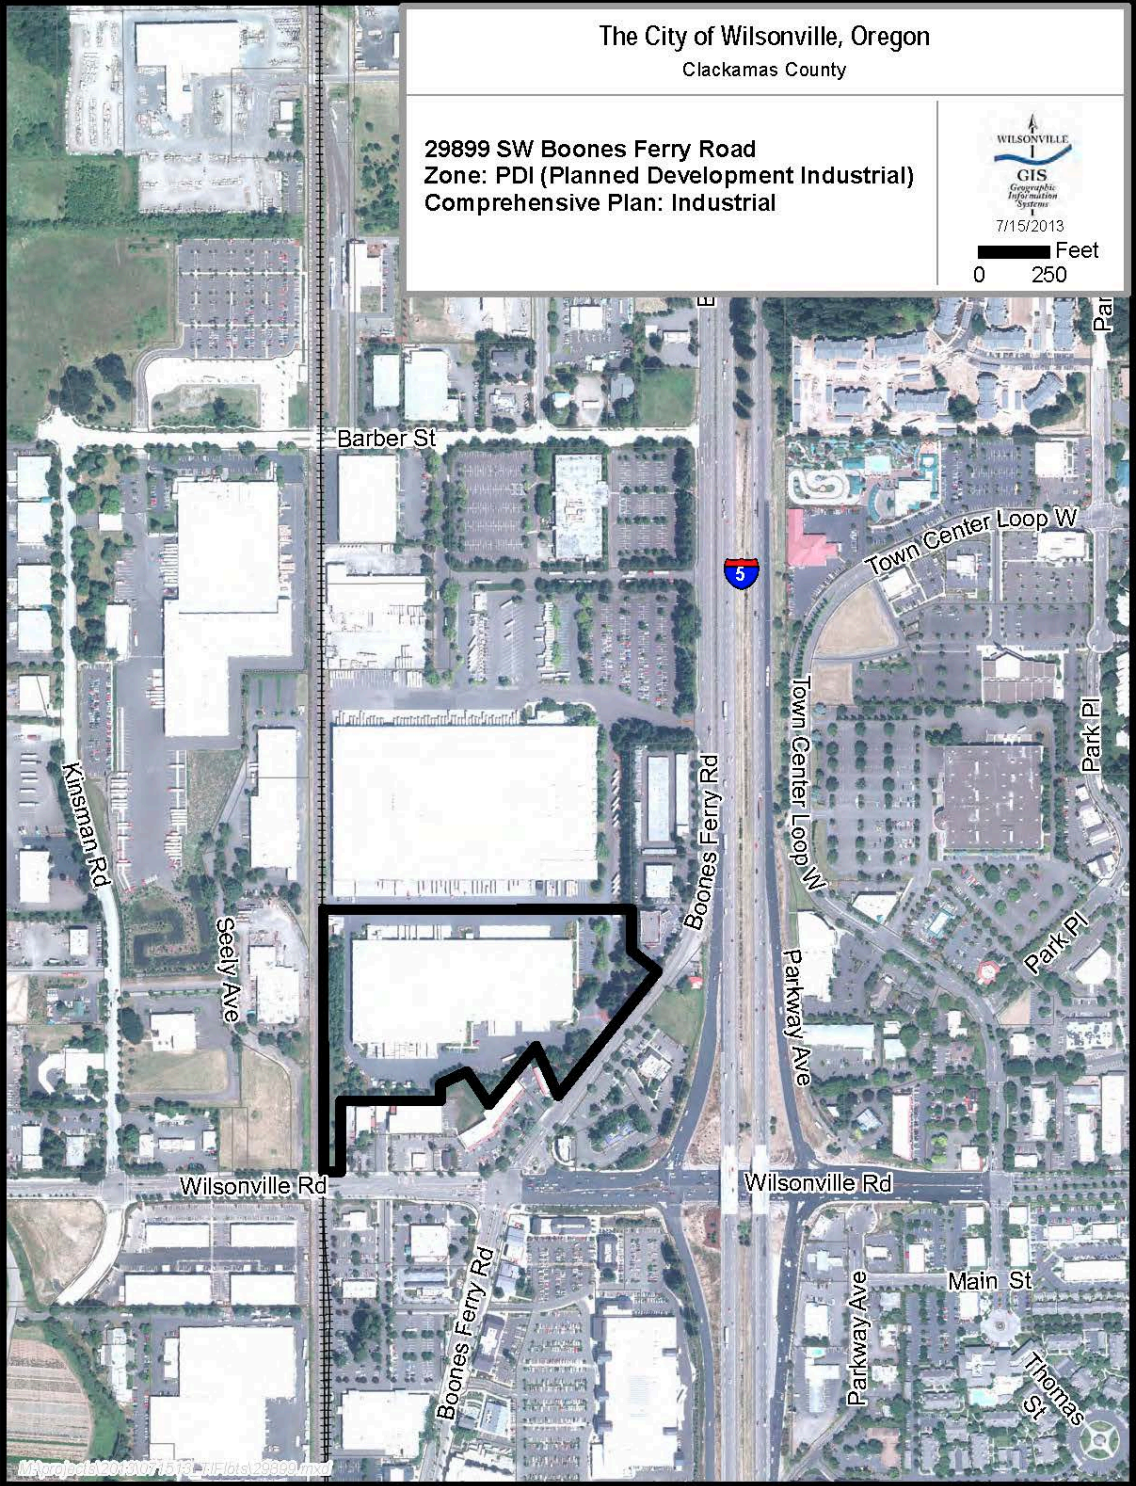 The City of Wilsonville, Oregon
Clackamas County
29899 SW Boones Ferry Road
Zone: PDI (Planned Development Industrial)
Comprehensive Plan: Industrial
WILSONVILLE
GIS
Geographic
Information
Systems
7/15/2013
Feet
0 250
Barber St
Town Center Loop W
5
Town Center Loop W
Park Pl
Kinsman Rd
Boones Ferry Rd
Seely Ave
Parkway Ave
Park Pl
Wilsonville Rd
Wilsonville Rd
Boones Ferry Rd
Parkway Ave
Main St
Thomas
St